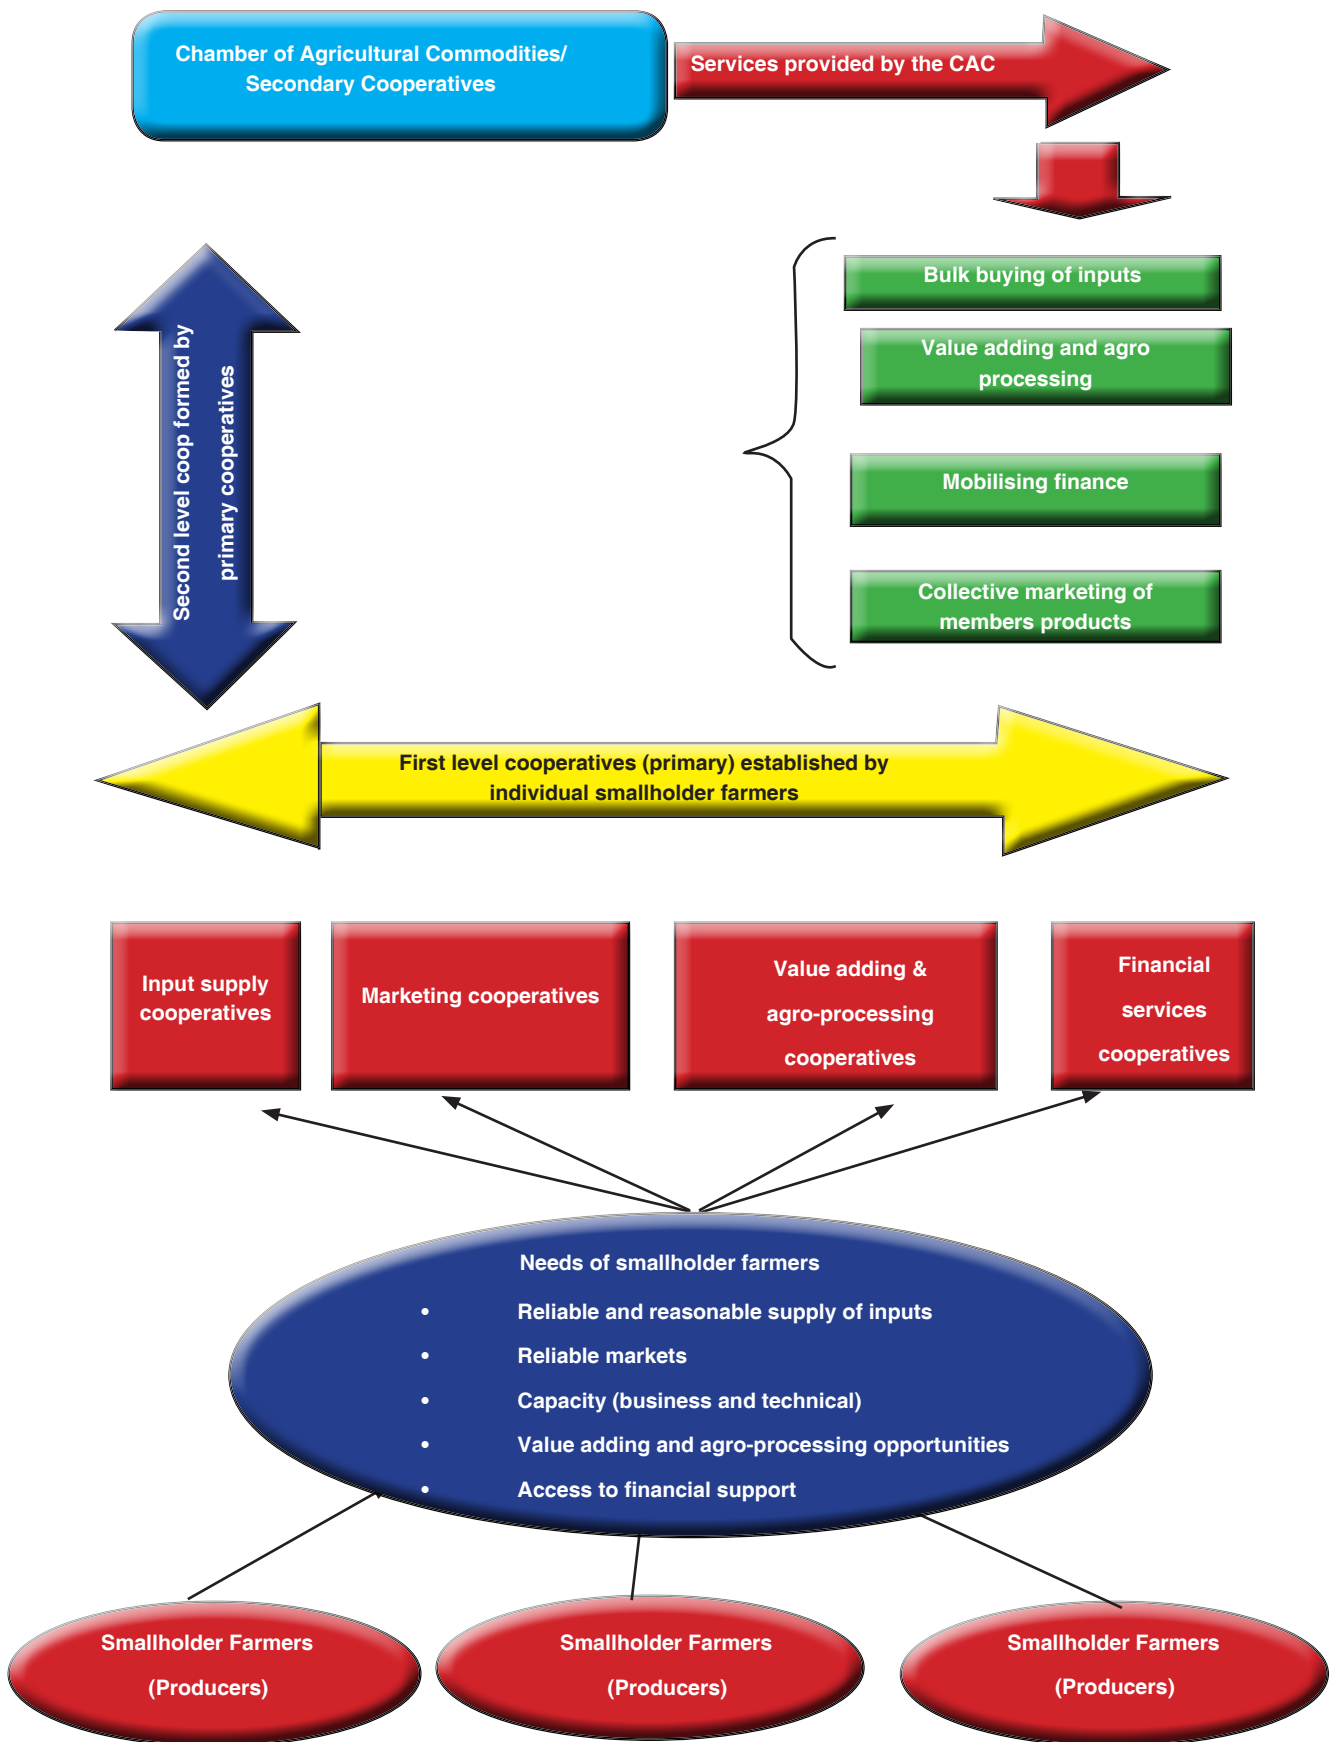 Chamber of Agricultural Commodities/
Secondary Cooperatives
Services provided by the CAC
Second level coop formed by
primary cooperatives
Bulk buying of inputs
Value adding and agro
processing
Mobilising finance
Collective marketing of
members products
First level cooperatives (primary) established by
individual smallholder farmers
Input supply
cooperatives
Marketing cooperatives
Value adding &
agro-processing
cooperatives
Financial
services
cooperatives
Needs of smallholder farmers
• Reliable and reasonable supply of inputs
• Reliable markets
• Capacity (business and technical)
• Value adding and agro-processing opportunities
• Access to financial support
Smallholder Farmers
(Producers)
Smallholder Farmers
(Producers)
Smallholder Farmers
(Producers)